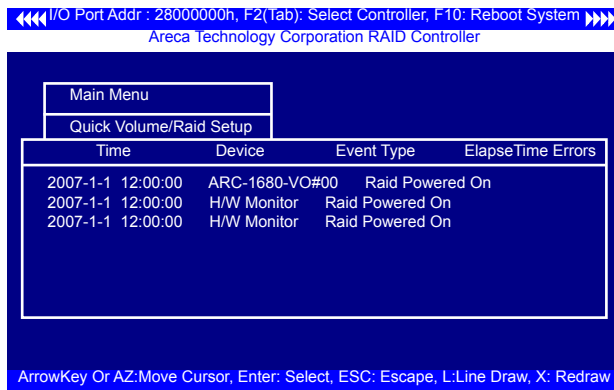 I/O Port Addr : 28000000h, F2(Tab): Select Controller, F10: Reboot System
Areca Technology Corporation RAID Controller
Main Menu
Quick Volume/Raid Setup
Time Device Event Type ElapseTime Errors
2007-1-1 12:00:00 ARC-1680-VO#00 Raid Powered On
2007-1-1 12:00:00 H/W Monitor Raid Powered On
2007-1-1 12:00:00 H/W Monitor Raid Powered On
ArrowKey Or AZ:Move Cursor, Enter: Select, ESC: Escape, L:Line Draw, X: Redraw